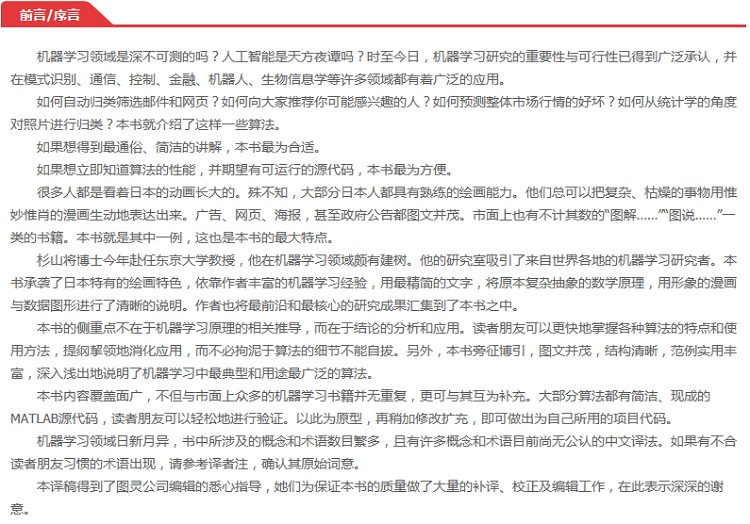 前言/序言
机器学习领域是深不可测的吗？人工智能是天方夜谭吗？时至今日，机器学习研究的重要性与可行性已得到广泛承认，并
在模式识别、通信、控制、金融、机器人、生物信息学等许多领域都有着广泛的应用。
如何自动归类筛选邮件和网页？如何向大家推荐你可能感兴趣的人？如何预测整体市场行情的好坏？如何从统计学的角度
对照片进行归类？本书就介绍了这样一些算法。
如果想得到最通俗、简洁的讲解，本书最为合适。
如果想立即知道算法的性能，并期望有可运行的源代码，本书最为方便。
很多人都是看着日本的动画长大的。殊不知，大部分日本人都具有熟练的绘画能力。他们总可以把复杂、枯燥的事物用惟
妙惟肖的漫画生动地表达出来。广告、网页、海报，甚至政府公告都图文并茂。市面上也有不计其数的“图解……”“图说……”一
类的书籍。本书就是其中一例，这也是本书的最大特点。
杉山将博士今年赴任东京大学教授，他在机器学习领域颇有建树。他的研究室吸引了来自世界各地的机器学习研究者。本
书承袭了日本特有的绘画特色，依靠作者丰富的机器学习经验，用最精简的文字，将原本复杂抽象的数学原理，用形象的漫画
与数据图形进行了清晰的说明。作者也将最前沿和最核心的研究成果汇集到了本书之中。
本书的侧重点不在于机器学习原理的相关推导，而在于结论的分析和应用。读者朋友可以更快地掌握各种算法的特点和使
用方法，提纲挈领地消化应用，而不必拘泥于算法的细节不能自拔。另外，本书旁征博引，图文并茂，结构清晰，范例实用丰
富，深入浅出地说明了机器学习中最典型和用途最广泛的算法。
本书内容覆盖面广，不但与市面上众多的机器学习书籍并无重复，更可与其互为补充。大部分算法都有简洁、现成的
MATLAB源代码，读者朋友可以轻松地进行验证。以此为原型，再稍加修改扩充，即可做出为自己所用的项目代码。
机器学习领域日新月异，书中所涉及的概念和术语数目繁多，且有许多概念和术语目前尚无公认的中文译法。如果有不合
读者朋友习惯的术语出现，请参考译者注，确认其原始词意。
本译稿得到了图灵公司编辑的悉心指导，她们为保证本书的质量做了大量的补译、校正及编辑工作，在此表示深深的谢
意。